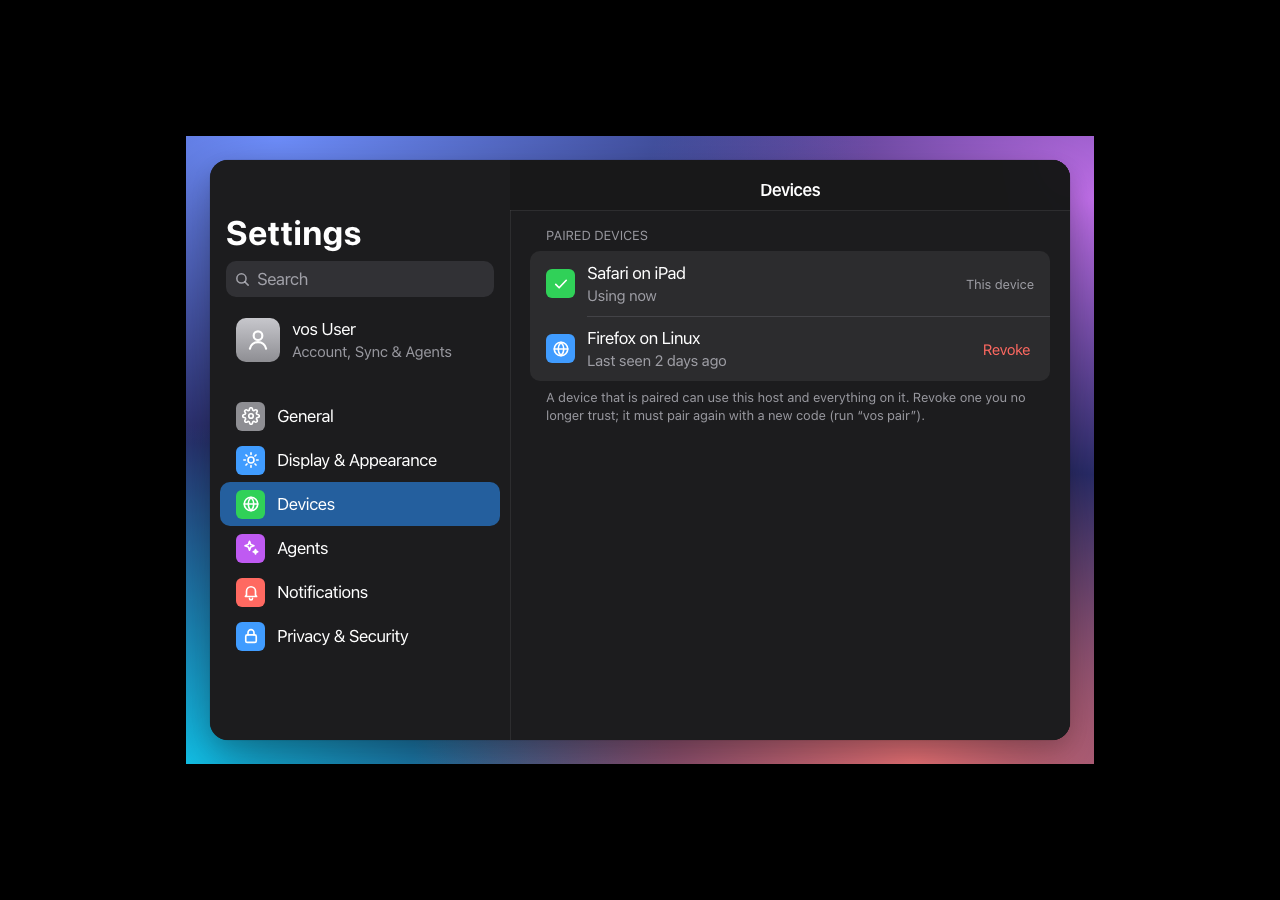 Settings
Search
vos User
Account, Sync & Agents
General
Display & Appearance
Devices
Agents
Notifications
Privacy & Security
Devices
PAIRED DEVICES
Safari on iPad
Using now
This device
Firefox on Linux
Last seen 2 days ago
Revoke
A device that is paired can use this host and everything on it. Revoke one you no
longer trust; it must pair again with a new code (run “vos pair”).